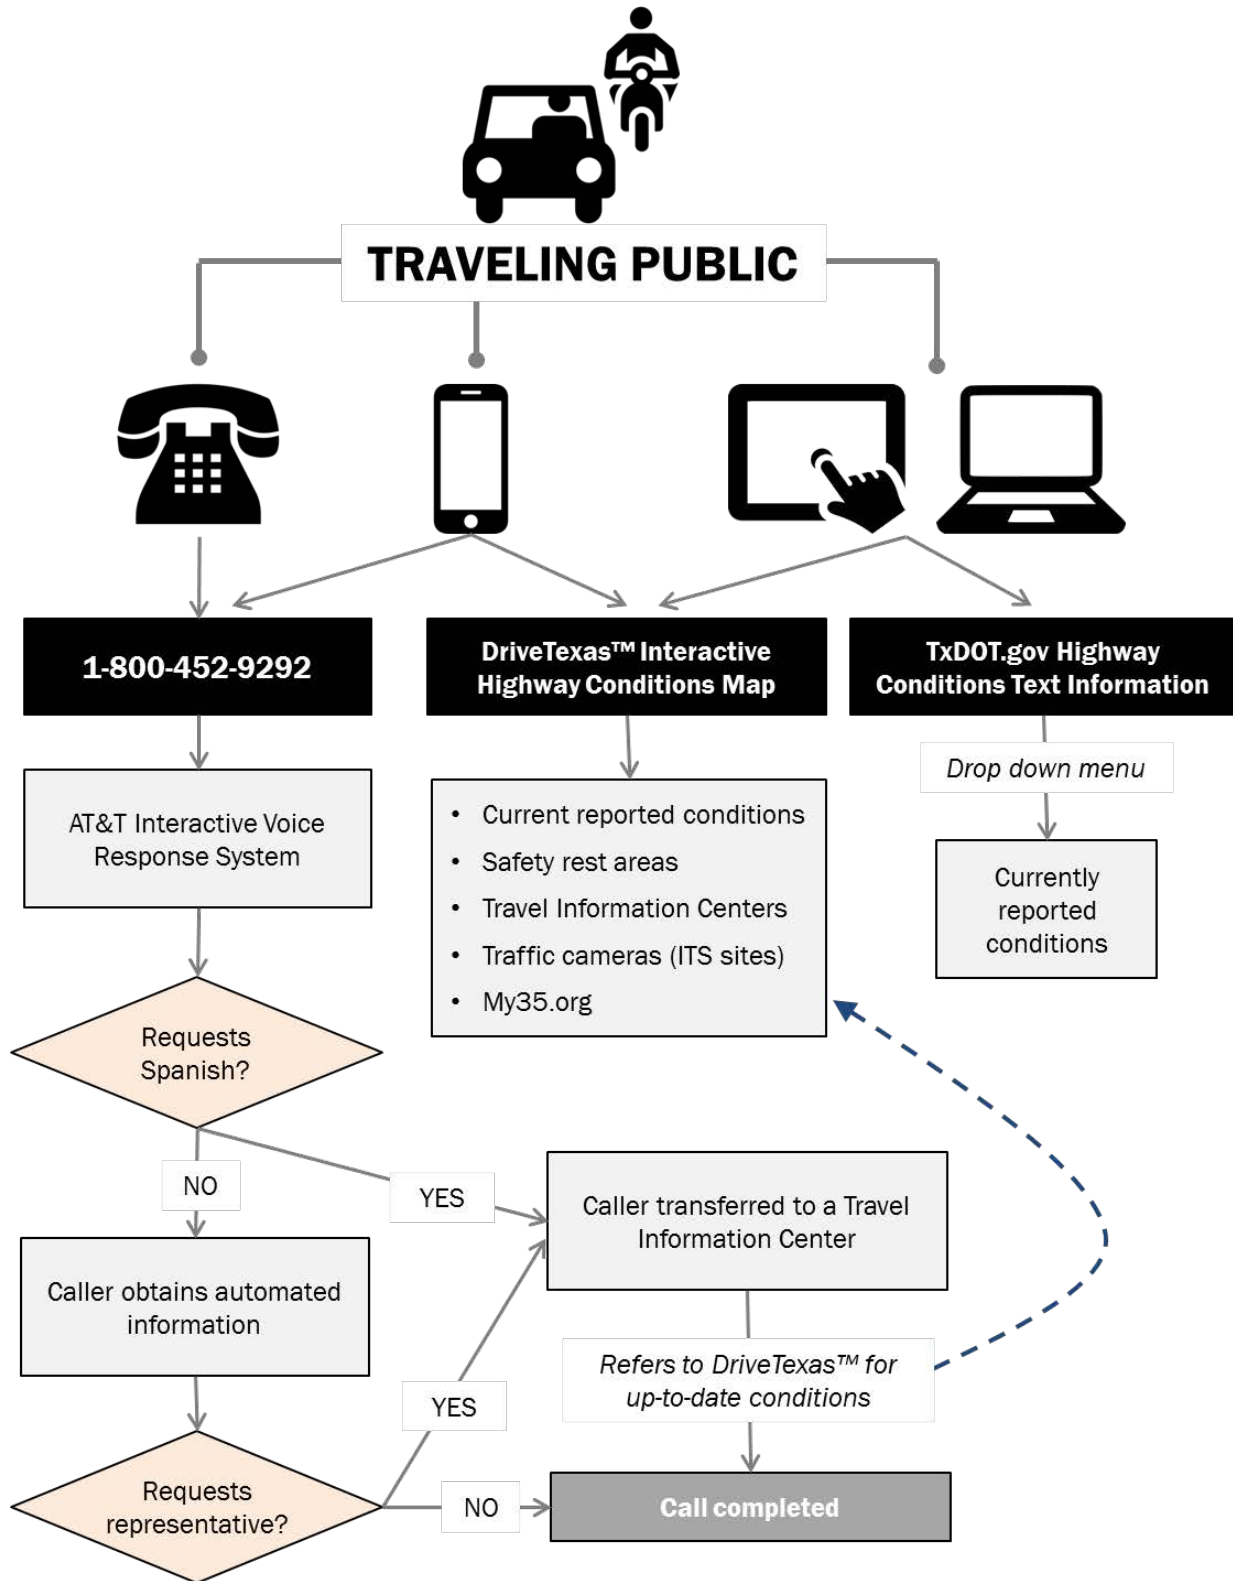 TRAVELING PUBLIC
1-800-452-9292
DriveTexas™ Interactive
Highway Conditions Map
TxDOT.gov Highway
Conditions Text Information
Drop down menu
AT&T Interactive Voice
Response System
• Current reported conditions
• Safety rest areas
• Travel Information Centers
• Traffic cameras (ITS sites)
• My35.org
Currently
reported
conditions
Requests
Spanish?
NO
YES
Caller transferred to a Travel
Information Center
Caller obtains automated
information
Refers to DriveTexas™ for
up-to-date conditions
YES
Requests
representative?
NO
Call completed